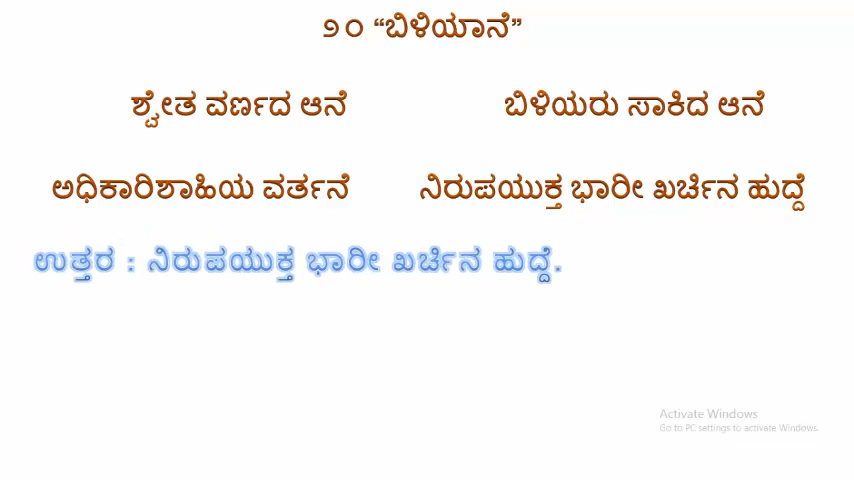 ೨೦ “ಬಿಳಿಯಾನೆ”
ಶ್ವೇತ ವರ್ಣದ ಆನೆ ಬಿಳಿಯರು ಸಾಕಿದ ಆನೆ
ಅಧಿಕಾರಿಶಾಹಿಯ ವರ್ತನೆ ನಿರುಪಯುಕ್ತ ಭಾರೀ ಖರ್ಚಿನ ಹುದ್ದೆ
ಉತ್ತರ : ನಿರುಪಯುಕ್ತ ಭಾರೀ ಖರ್ಚಿನ ಹುದ್ದೆ.
Activate Windows
Go to PC settings to activate Windows.